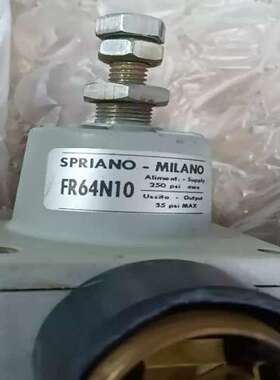 SPRIANO - MILANO
FR64N10
Aliment. - Supply
250 psi max
Uscita - Output
35 psi MAX